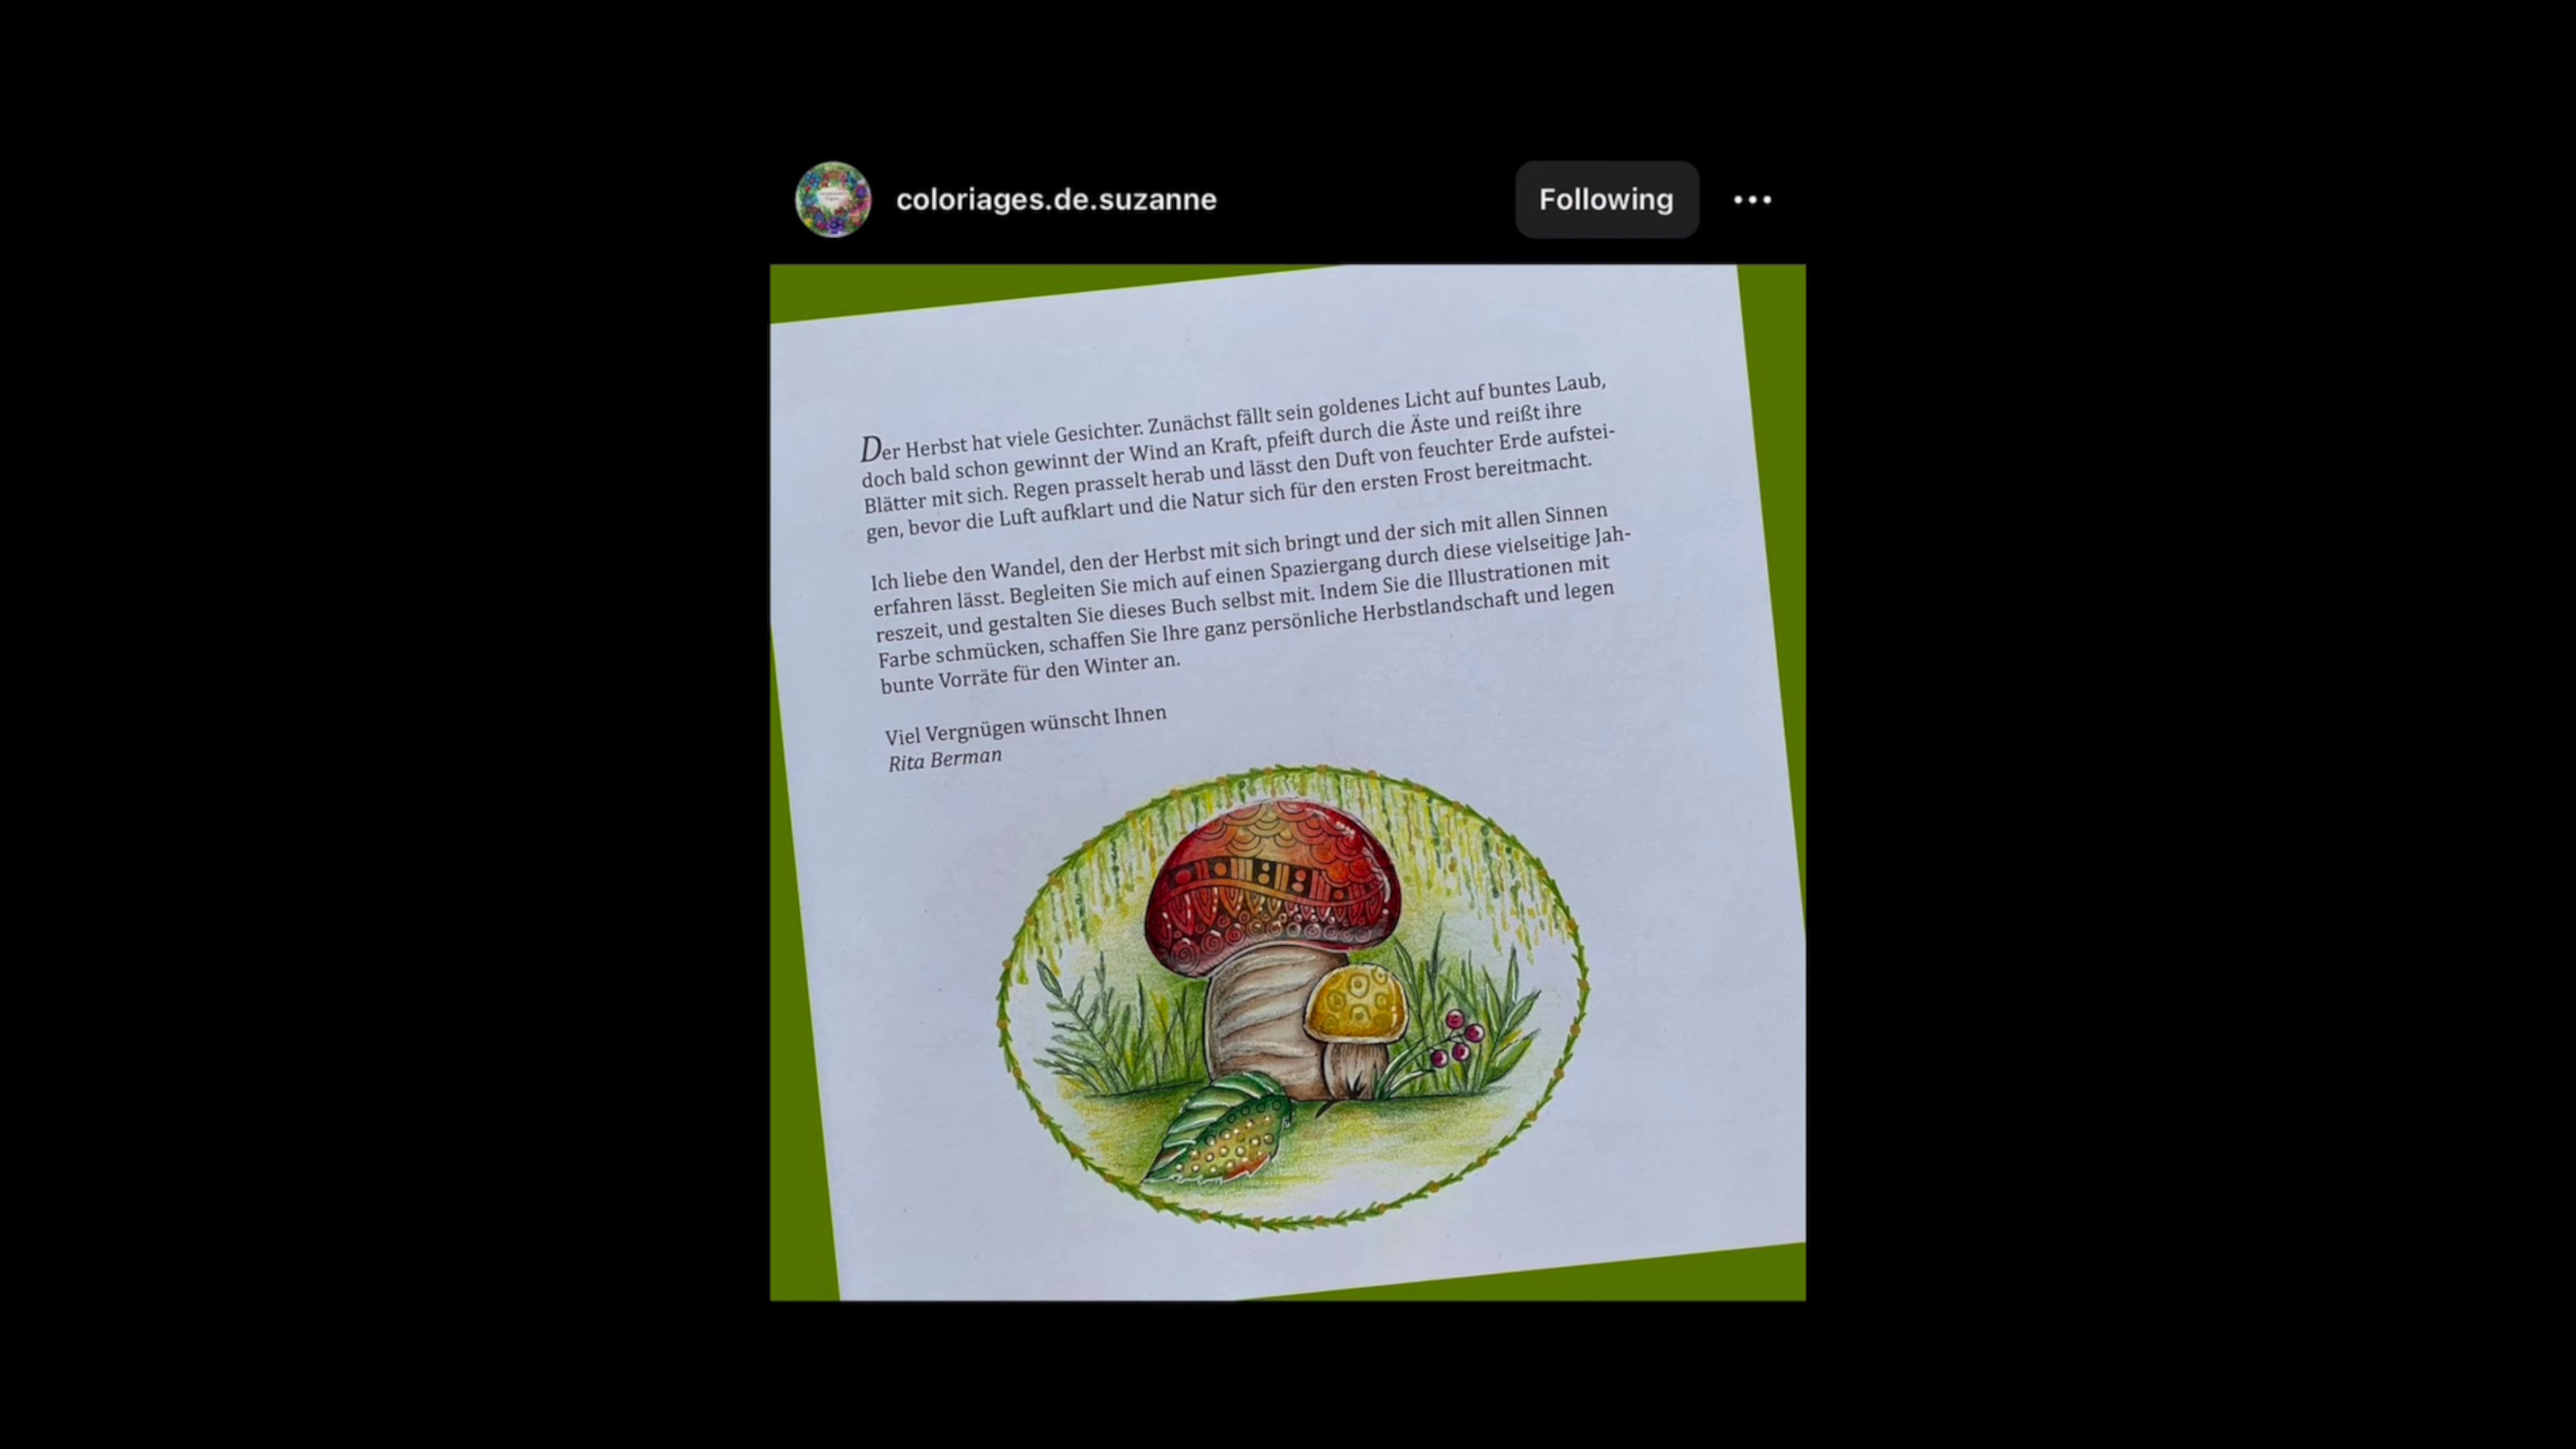 coloriages.de.suzanne
Following
Der Herbst hat viele Gesichter. Zunächst fällt sein goldenes Licht auf buntes Laub,
doch bald schon gewinnt der Wind an Kraft, pfeift durch die Äste und reißt ihre
Blätter mit sich. Regen prasselt herab und lässt den Duft von feuchter Erde aufstei-
gen, bevor die Luft aufklart und die Natur sich für den ersten Frost bereitmacht.
Ich liebe den Wandel, den der Herbst mit sich bringt und der sich mit allen Sinnen
erfahren lässt. Begleiten Sie mich auf einen Spaziergang durch diese vielseitige Jah-
reszeit, und gestalten Sie dieses Buch selbst mit. Indem Sie die Illustrationen mit
Farbe schmücken, schaffen Sie Ihre ganz persönliche Herbstlandschaft und legen
bunte Vorräte für den Winter an.
Viel Vergnügen wünscht Ihnen
Rita Berman